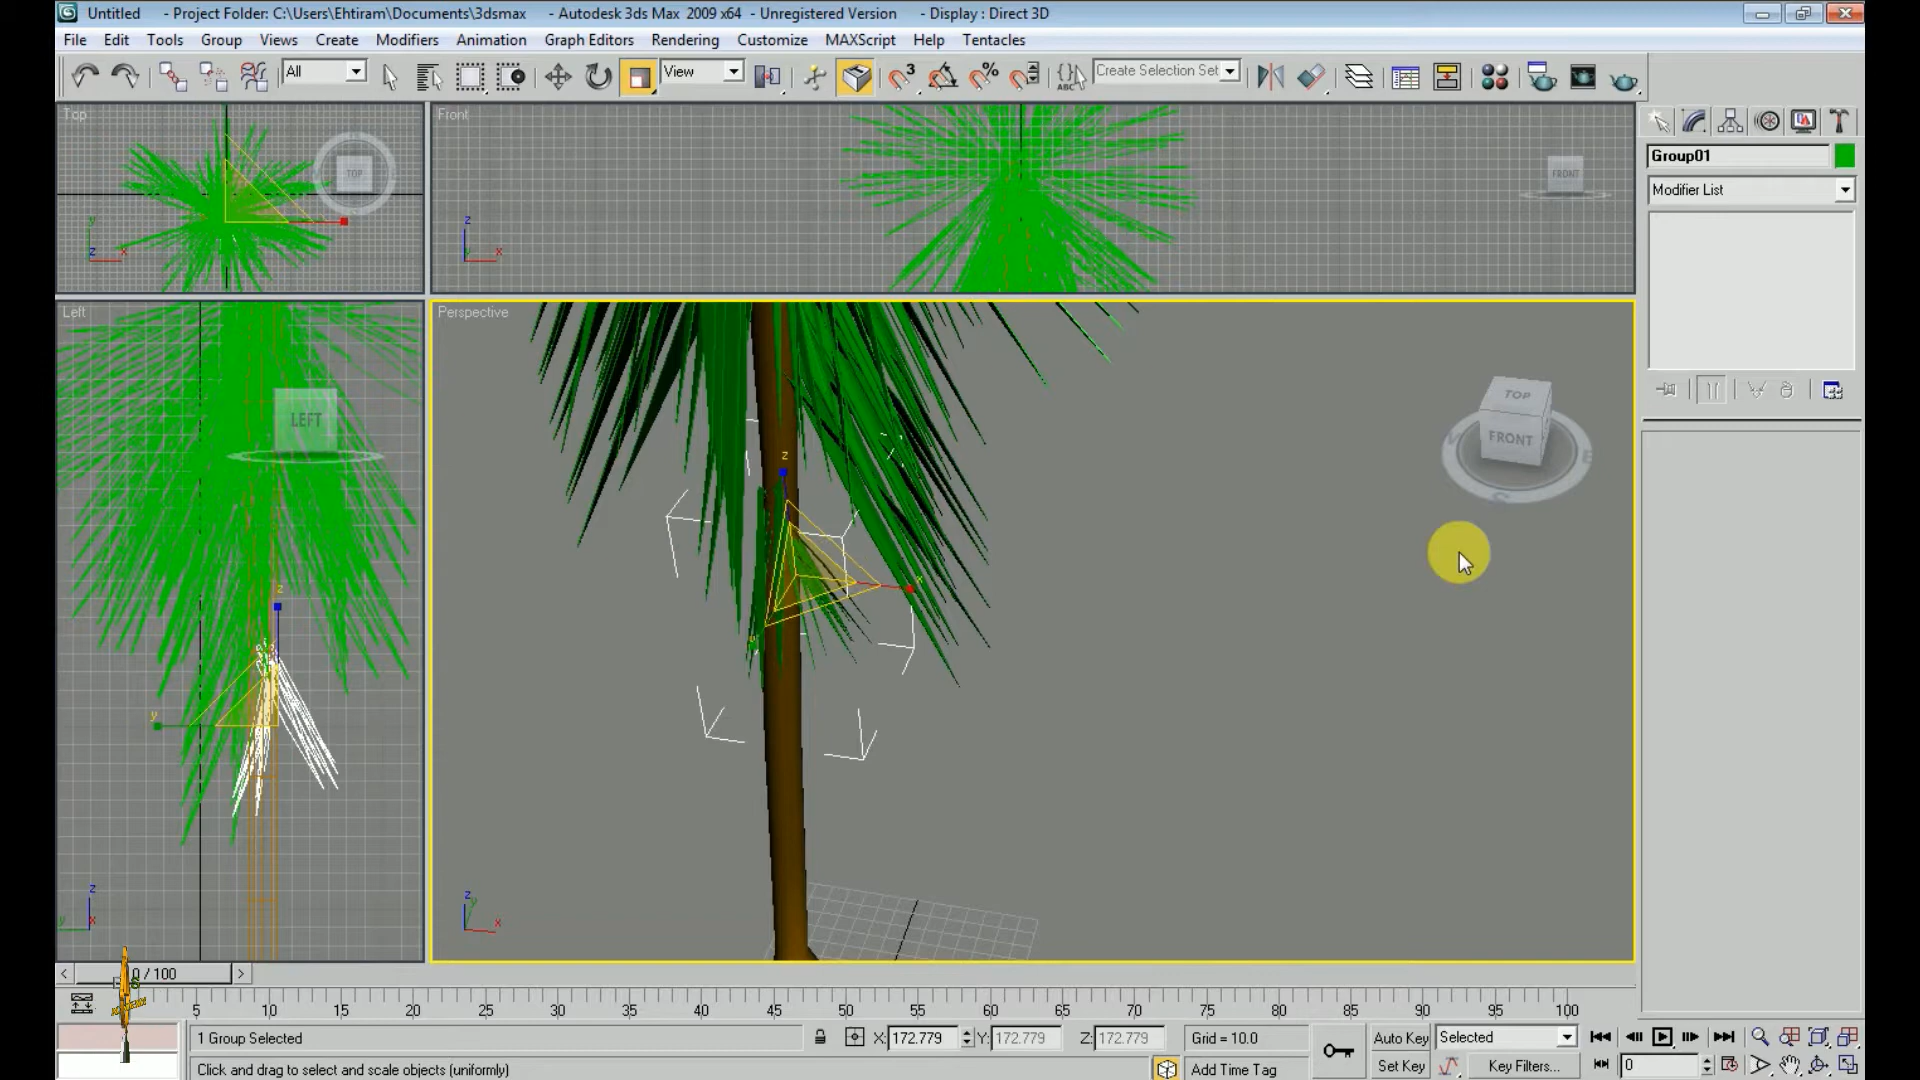 Untitled - Project Folder: C:\Users\Ehtiram\Documents\3dsmax - Autodesk 3ds Max 2009 x64 - Unregistered Version - Display : Direct 3D
File Edit Tools Group Views Create Modifiers Animation Graph Editors Rendering Customize MAXScript Help Tentacles
All View 3 % ABC Create Selection Set
Top Front
TOP FRONT
y z x z x
Group01
Modifier List
Left Perspective
LEFT
TOP
FRONT
S
z
z x
y
z y x
z y x
< 0 / 100 >
5 10 15 20 25 30 35 40 45 50 55 60 65 70 75 80 85 90 95 100
1 Group Selected X: 172.779 Y: 172.779 Z: 172.779 Grid = 10.0 Auto Key Selected
Click and drag to select and scale objects (uniformly) Add Time Tag Set Key Key Filters... 0